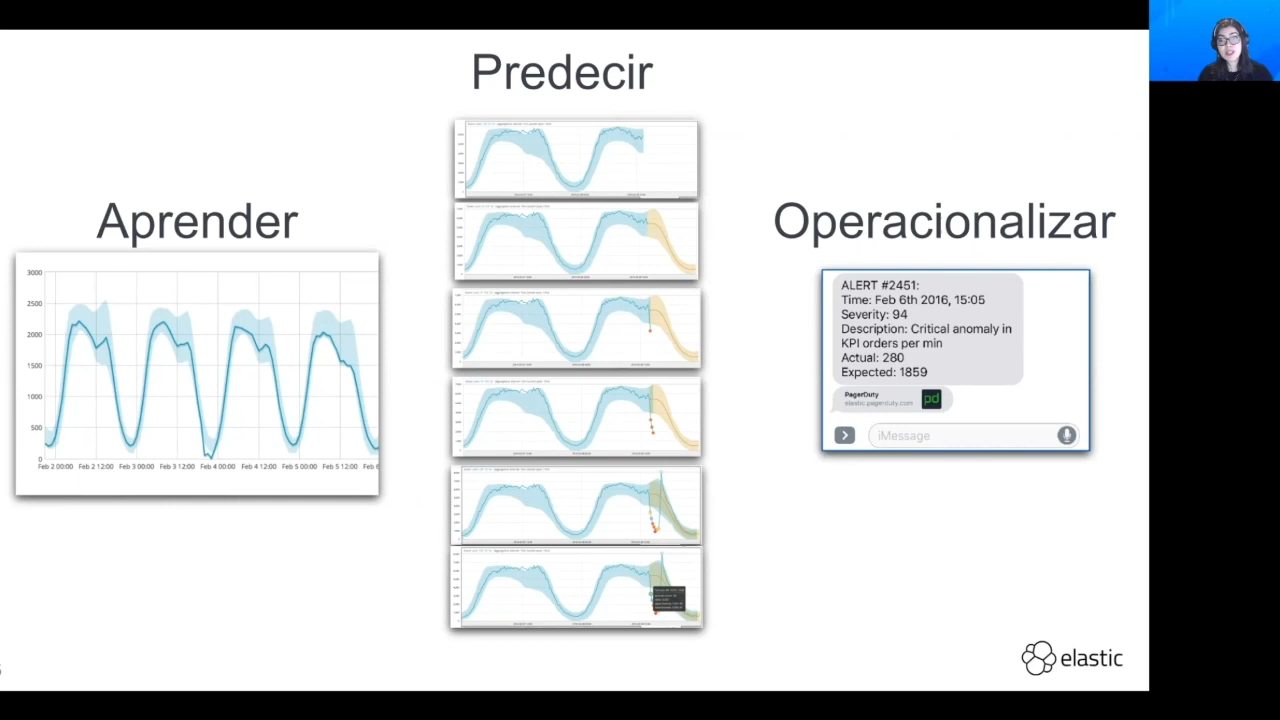 Predecir
Aprender
3000
2500
2000
1500
1000
500
0
Feb 2 00:00 Feb 2 12:00 Feb 3 00:00 Feb 3 12:00 Feb 4 00:00 Feb 4 12:00 Feb 5 00:00 Feb 5 12:00 Feb 6
Operacionalizar
ALERT #2451:
Time: Feb 6th 2016, 15:05
Severity: 94
Description: Critical anomaly in
KPI orders per min
Actual: 280
Expected: 1859
PagerDuty
elastic.pagerduty.com
pd
iMessage
elastic